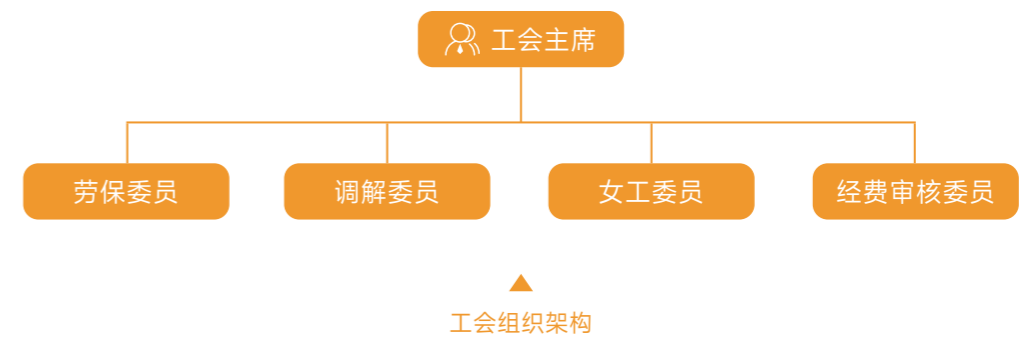 工会主席
劳保委员
调解委员
女工委员
经费审核委员
工会组织架构